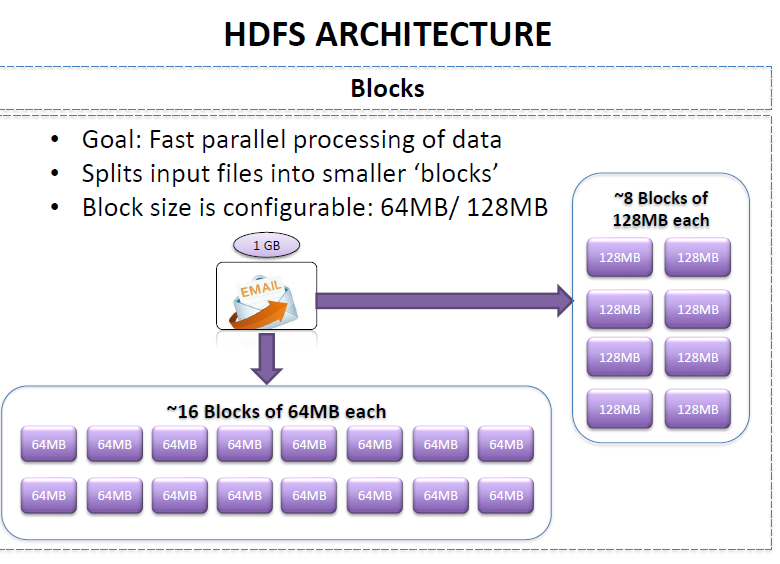 HDFS ARCHITECTURE
Blocks
• Goal: Fast parallel processing of data
• Splits input files into smaller ‘blocks’
• Block size is configurable: 64MB/ 128MB
1 GB
EMAIL
~8 Blocks of
128MB each
128MB 128MB
128MB 128MB
128MB 128MB
128MB 128MB
~16 Blocks of 64MB each
64MB 64MB 64MB 64MB 64MB 64MB 64MB 64MB
64MB 64MB 64MB 64MB 64MB 64MB 64MB 64MB